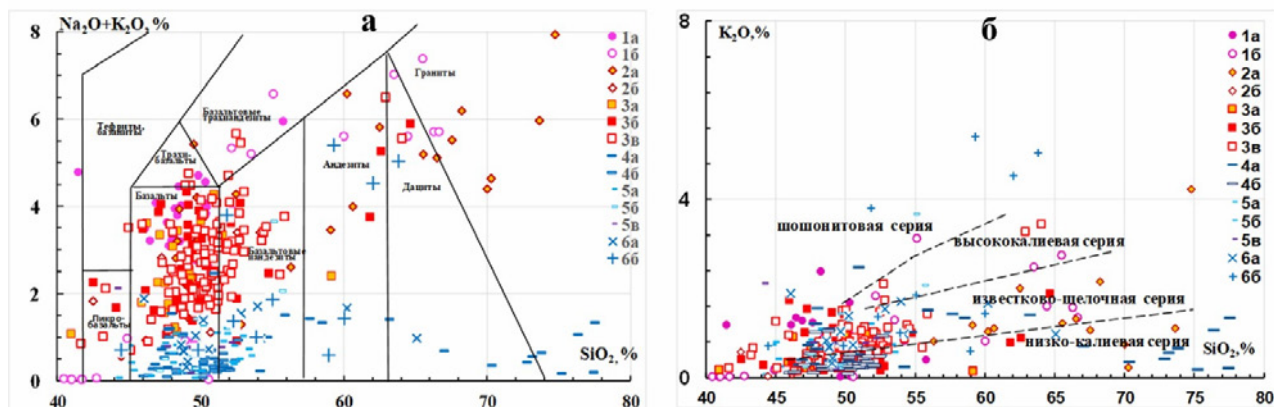 Na₂O+K₂O,%
а
8
6
4
2
0
Тефриты, базаниты,
Трахи-
базальты
Базальтовые
трахиандезиты
Базальты
Пикро-
базальты
Базальтовые
андезиты
Андезиты
Дациты
Граниты
SiO₂,%
40
50
60
70
80
1а
1б
2а
2б
3а
3б
3в
4а
4б
5а
5б
5в
6а
6б
K₂O,%
б
8
4
0
шошонитовая серия
высококалиевая серия
известково-щелочная серия
низко-калиевая серия
SiO₂,%
40
45
50
55
60
65
70
75
80
1а
1б
2а
2б
3а
3б
3в
4а
4б
5а
5б
5в
6а
6б